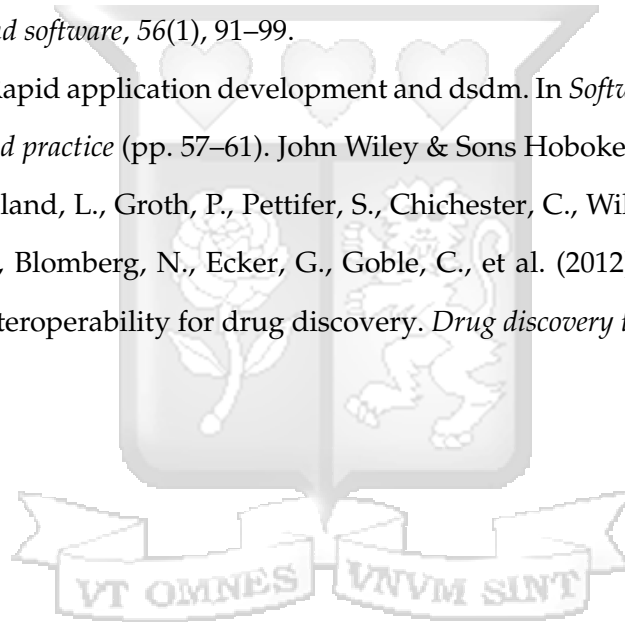 nd software, 56(1), 91–99.
apid application development and dsdm. In Softw
d practice (pp. 57–61). John Wiley & Sons Hoboke
land, L., Groth, P., Pettifer, S., Chichester, C., Wil
, Blomberg, N., Ecker, G., Goble, C., et al. (2012
teroperability for drug discovery. Drug discovery t
VT OMNES VNVM SINT